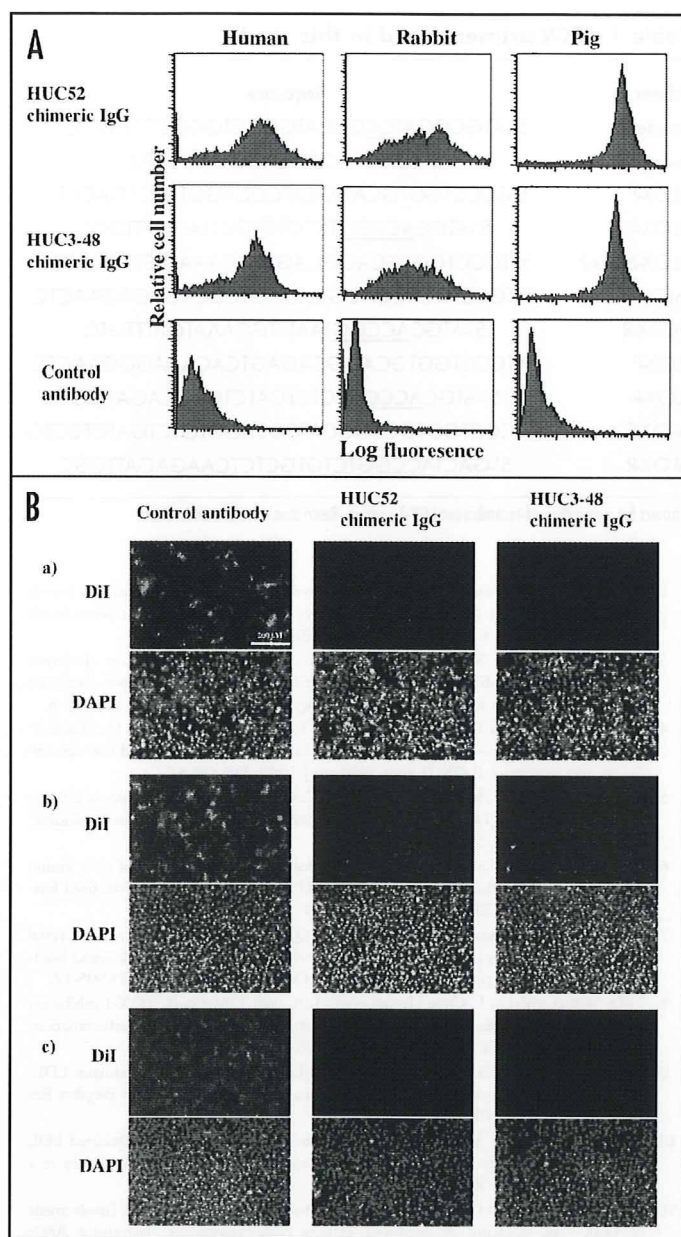 A
Human Rabbit Pig
HUC52
chimeric IgG
HUC3-48
chimeric IgG
Control
antibody
Relative cell number
Log fluoresence
B
Control antibody
HUC52
chimeric IgG
HUC3-48
chimeric IgG
a)
DiI
DAPI
b)
DiI
DAPI
c)
DiI
DAPI